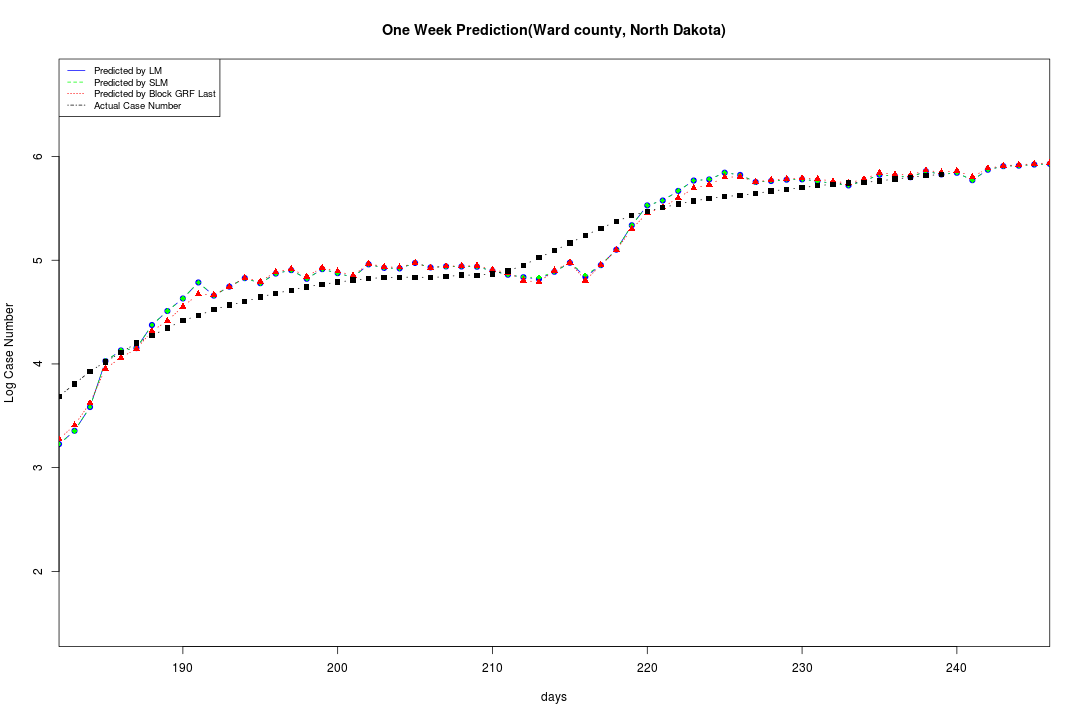 One Week Prediction(Ward county, North Dakota)
Predicted by LM
Predicted by SLM
Predicted by Block GRF Last
Actual Case Number
Log Case Number
6
5
4
3
2
190 200 210 220 230 240
days